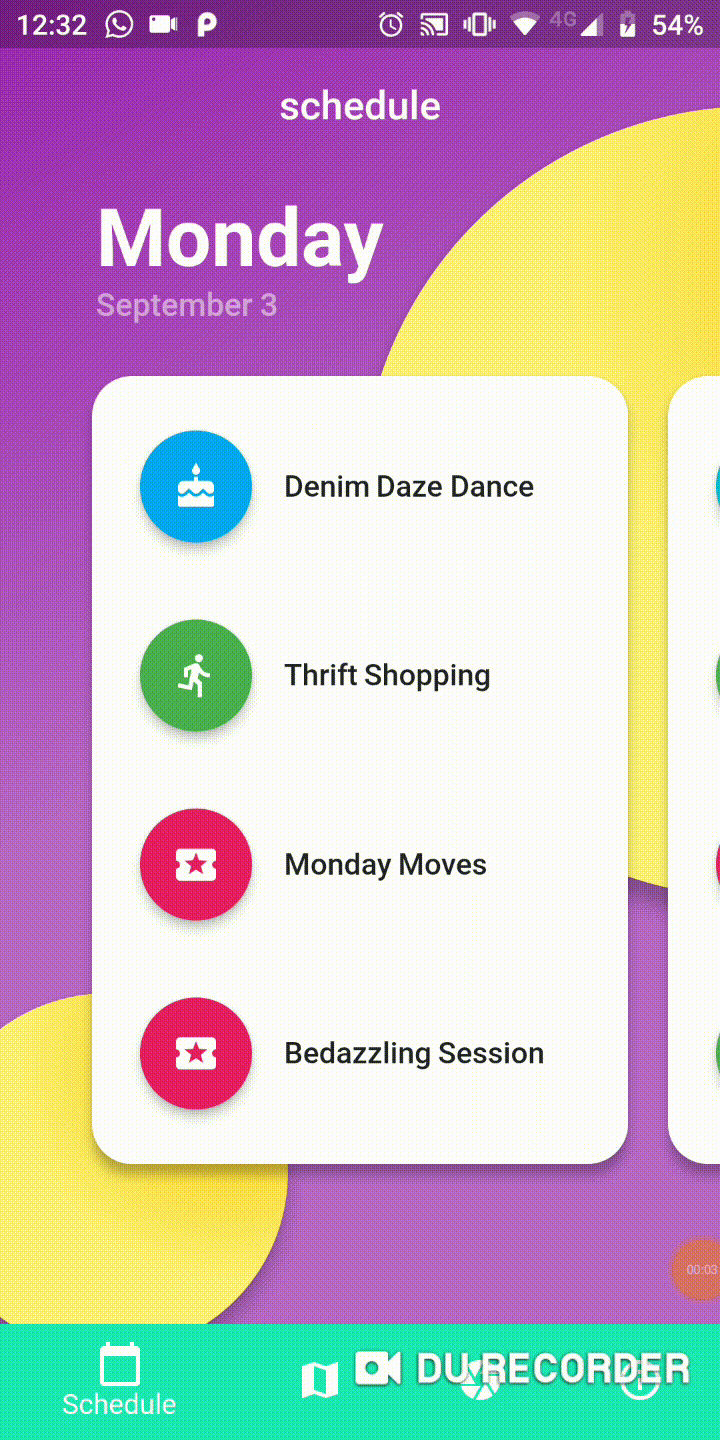 12:32 4G 54%
schedule
Monday
September 3
Denim Daze Dance
Thrift Shopping
Monday Moves
Bedazzling Session
00:03
DU RECORDER
Schedule